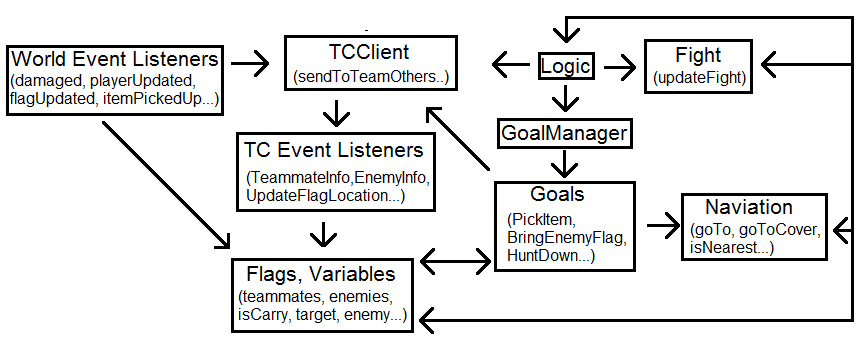 World Event Listeners
(damaged, playerUpdated,
flagUpdated, itemPickedUp...)
TCClient
(sendToTeamOthers..)
Logic
Fight
(updateFight)
GoalManager
TC Event Listeners
(TeammateInfo,EnemyInfo,
UpdateFlagLocation...)
Goals
(PickItem,
BringEnemyFlag,
HuntDown...)
Naviation
(goTo, goToCover,
isNearest...)
Flags, Variables
(teammates, enemies,
isCarry, target, enemy...)